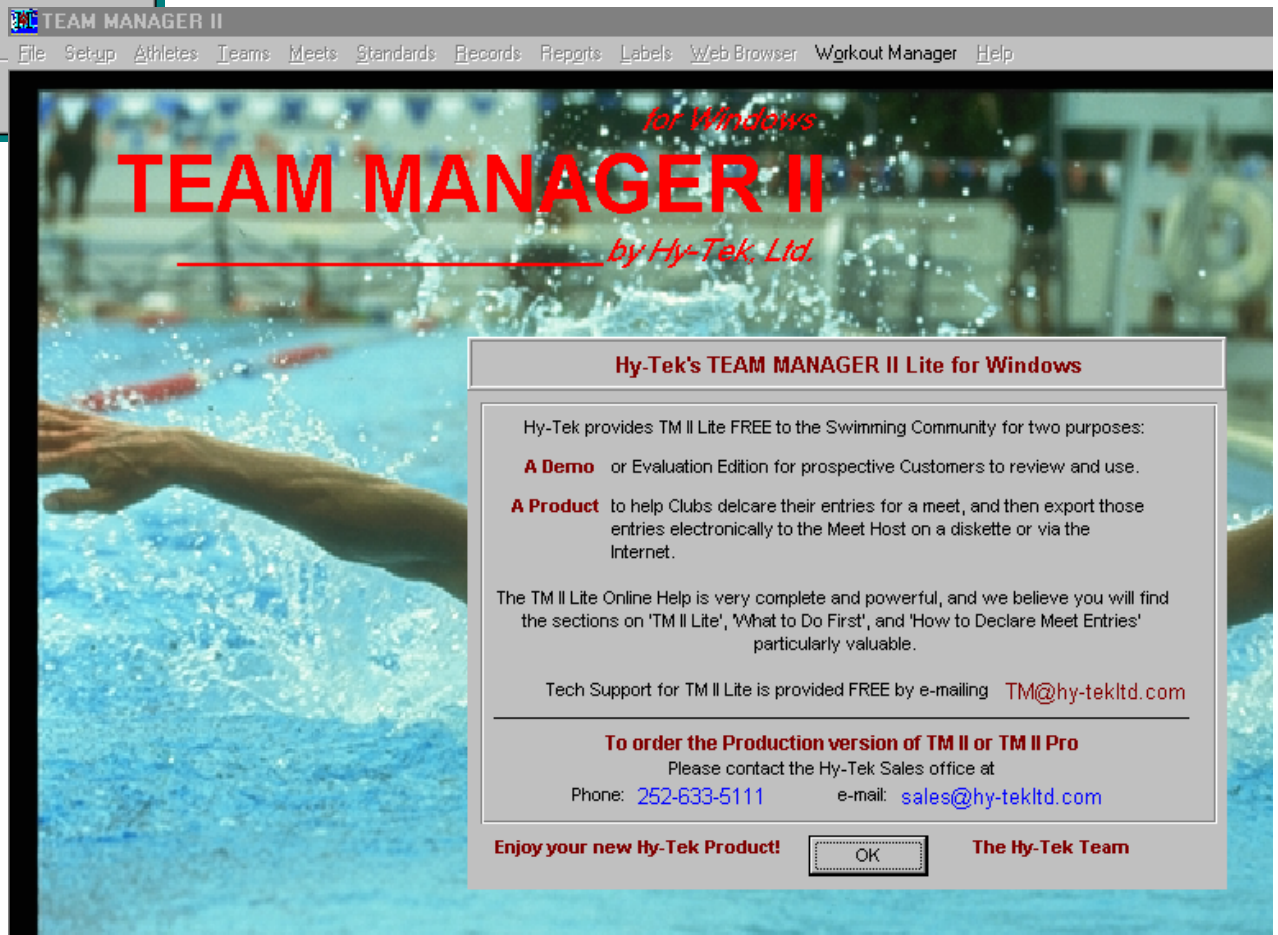 TEAM MANAGER II
File Set-up Athletes Teams Meets Standards Records Reports Labels Web Browser Workout Manager Help
for Windows
TEAM MANAGER II
by Hy-Tek, Ltd.
Hy-Tek's TEAM MANAGER II Lite for Windows
Hy-Tek provides TM II Lite FREE to the Swimming Community for two purposes:
A Demo or Evaluation Edition for prospective Customers to review and use.
A Product to help Clubs delcare their entries for a meet, and then export those
entries electronically to the Meet Host on a diskette or via the
Internet.
The TM II Lite Online Help is very complete and powerful, and we believe you will find
the sections on 'TM II Lite', 'What to Do First', and 'How to Declare Meet Entries'
particularly valuable.
Tech Support for TM II Lite is provided FREE by e-mailing TM@hy-tekltd.com
To order the Production version of TM II or TM II Pro
Please contact the Hy-Tek Sales office at
Phone: 252-633-5111 e-mail: sales@hy-tekltd.com
Enjoy your new Hy-Tek Product! OK The Hy-Tek Team